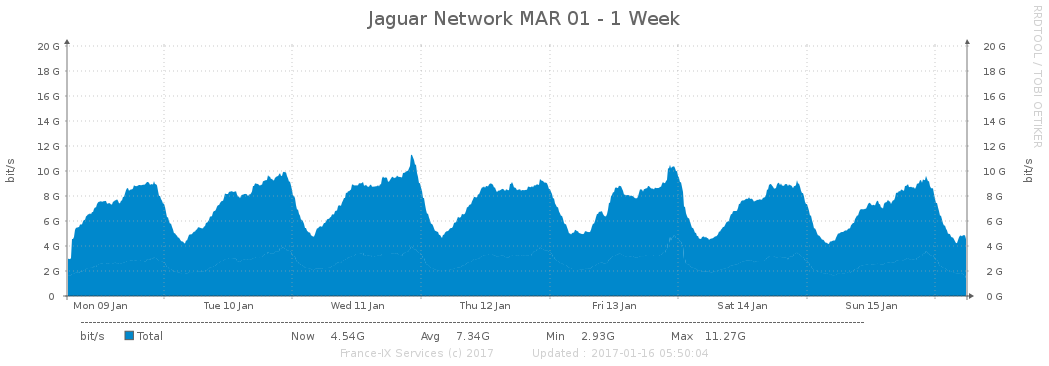 Jaguar Network MAR 01 - 1 Week
RRDTOOL / TOBI OETIKER
bit/s
20 G
18 G
16 G
14 G
12 G
10 G
8 G
6 G
4 G
2 G
0
20 G
18 G
16 G
14 G
12 G
10 G
8 G
6 G
4 G
2 G
0 G
bit/s
Mon 09 Jan Tue 10 Jan Wed 11 Jan Thu 12 Jan Fri 13 Jan Sat 14 Jan Sun 15 Jan
bit/s Total Now 4.54G Avg 7.34G Min 2.93G Max 11.27G
France-IX Services (c) 2017 Updated : 2017-01-16 05:50:04